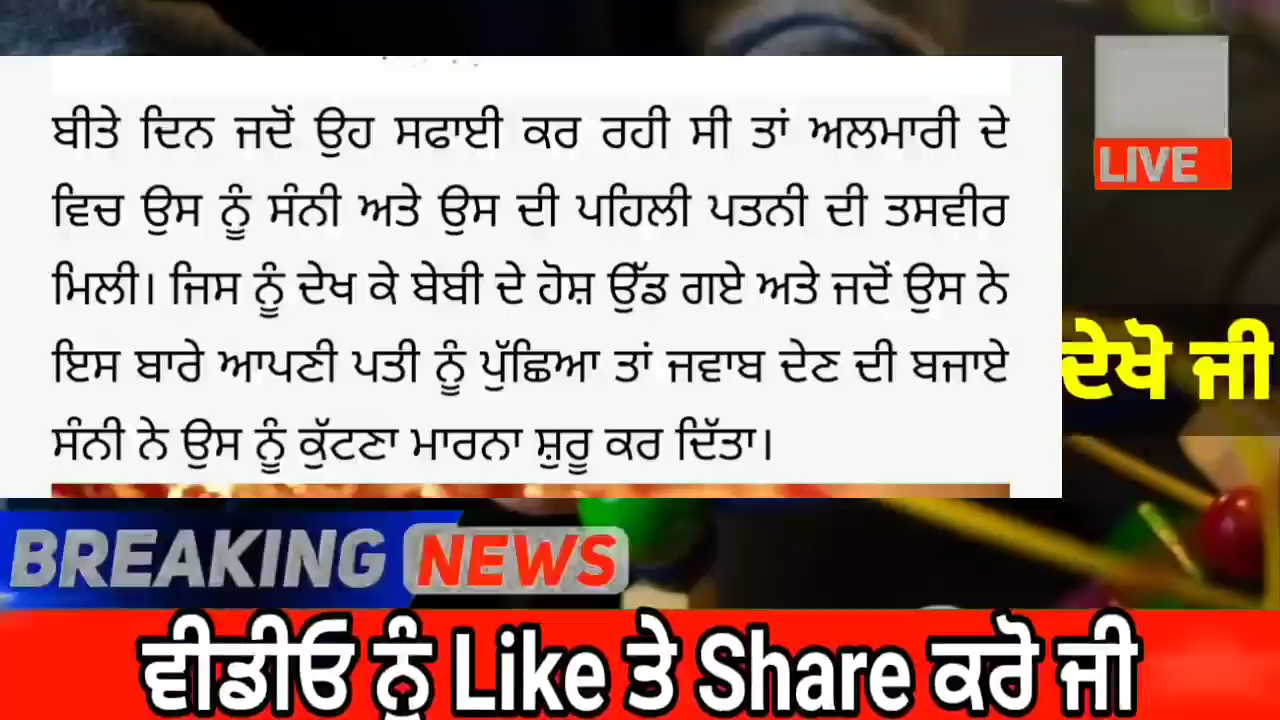 ਬੀਤੇ ਦਿਨ ਜਦੋਂ ਉਹ ਸਫਾਈ ਕਰ ਰਹੀ ਸੀ ਤਾਂ ਅਲਮਾਰੀ ਦੇ
ਵਿਚ ਉਸ ਨੂੰ ਸੰਨੀ ਅਤੇ ਉਸ ਦੀ ਪਹਿਲੀ ਪਤਨੀ ਦੀ ਤਸਵੀਰ
ਮਿਲੀ। ਜਿਸ ਨੂੰ ਦੇਖ ਕੇ ਬੇਬੀ ਦੇ ਹੋਸ਼ ਉੱਡ ਗਏ ਅਤੇ ਜਦੋਂ ਉਸ ਨੇ
ਇਸ ਬਾਰੇ ਆਪਣੀ ਪਤੀ ਨੂੰ ਪੁੱਛਿਆ ਤਾਂ ਜਵਾਬ ਦੇਣ ਦੀ ਬਜਾਏ
ਸੰਨੀ ਨੇ ਉਸ ਨੂੰ ਕੁੱਟਣਾ ਮਾਰਨਾ ਸ਼ੁਰੂ ਕਰ ਦਿੱਤਾ।
LIVE
ਦੇਖੋ ਜੀ
BREAKING NEWS
ਵੀਡੀਓ ਨੂੰ Like ਤੇ Share ਕਰੋ ਜੀ